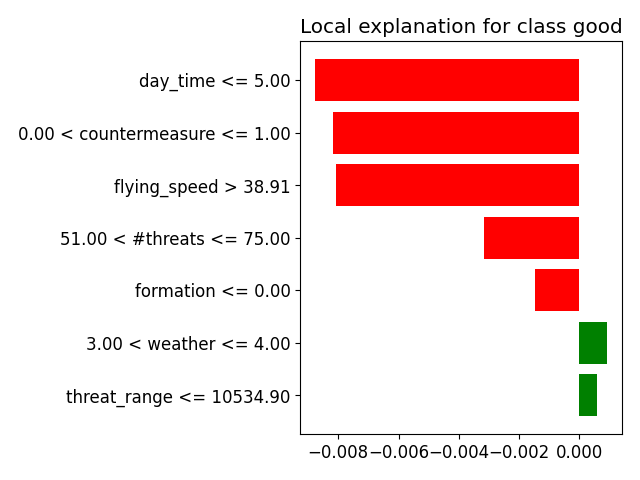 Local explanation for class good
day_time <= 5.00
0.00 < countermeasure <= 1.00
flying_speed > 38.91
51.00 < #threats <= 75.00
formation <= 0.00
3.00 < weather <= 4.00
threat_range <= 10534.90
−0.008 −0.006 −0.004 −0.002 0.000